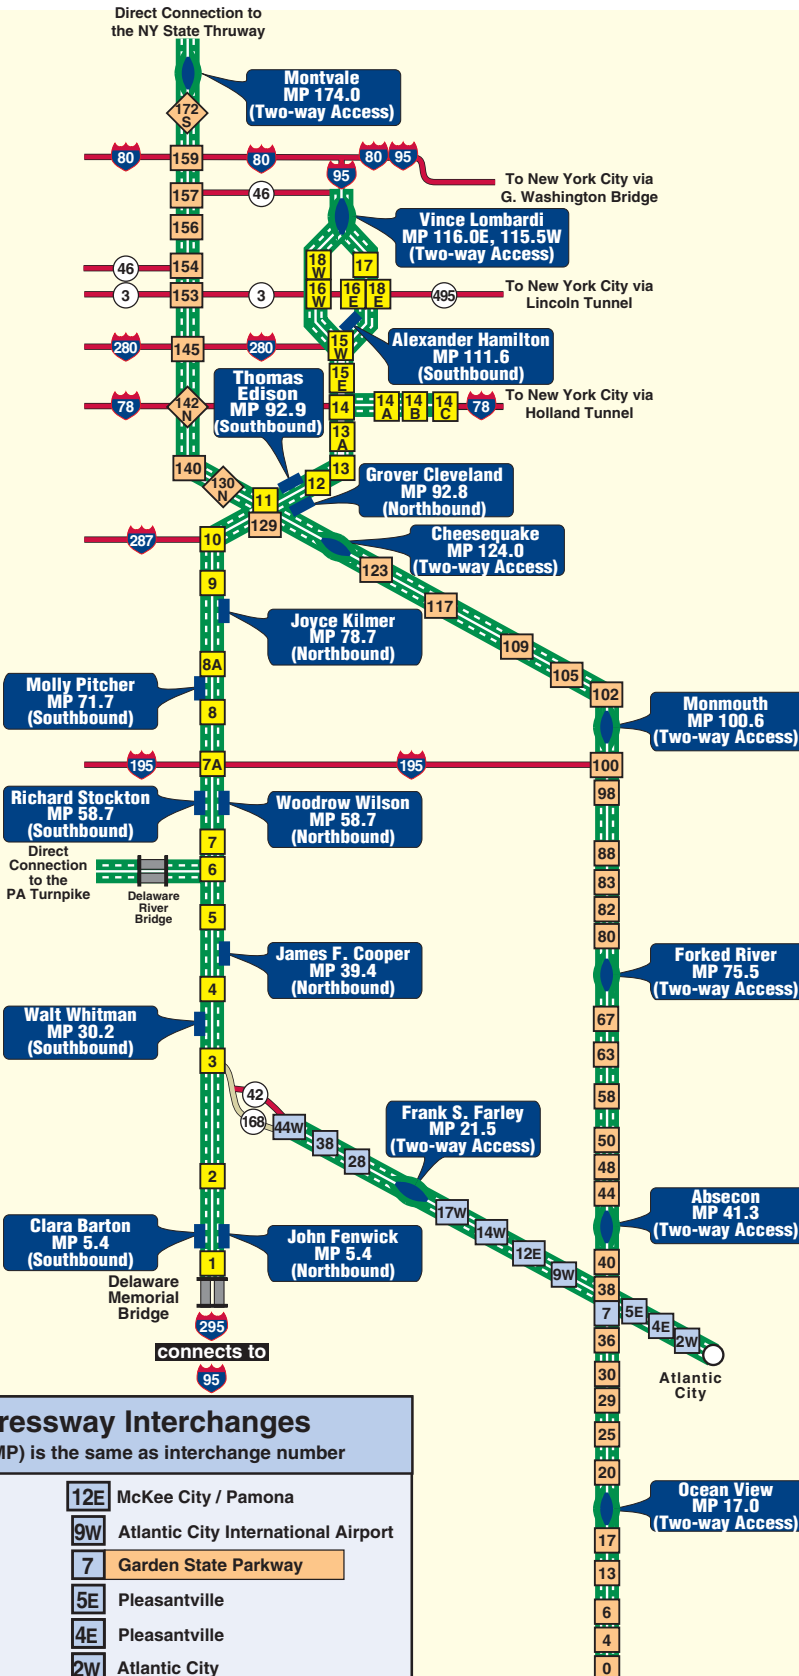 Direct Connection to
the NY State Thruway
Montvale
MP 174.0
(Two-way Access)
172
S
80
159
80
80
95
95
To New York City via
G. Washington Bridge
157
46
156
Vince Lombardi
MP 116.0E, 115.5W
(Two-way Access)
46
154
18
W
17
3
153
3
16
W
16
E
18
E
495
To New York City via
Lincoln Tunnel
280
145
280
15
W
Alexander Hamilton
MP 111.6
(Southbound)
Thomas
Edison
MP 92.9
(Southbound)
15
E
78
142
N
14
14
A
14
B
14
C
78
To New York City via
Holland Tunnel
13
A
140
130
N
13
12
11
Grover Cleveland
MP 92.8
(Northbound)
129
287
10
Cheesequake
MP 124.0
(Two-way Access)
123
9
117
Joyce Kilmer
MP 78.7
(Northbound)
109
8A
105
102
Molly Pitcher
MP 71.7
(Southbound)
8
Monmouth
MP 100.6
(Two-way Access)
195
7A
195
100
98
Richard Stockton
MP 58.7
(Southbound)
Woodrow Wilson
MP 58.7
(Northbound)
7
88
Direct
Connection
to the
PA Turnpike
6
Delaware
River
Bridge
83
82
5
80
James F. Cooper
MP 39.4
(Northbound)
Forked River
MP 75.5
(Two-way Access)
4
67
Walt Whitman
MP 30.2
(Southbound)
3
63
42
58
168
44W
Frank S. Farley
MP 21.5
(Two-way Access)
38
28
50
48
2
44
17W
Clara Barton
MP 5.4
(Southbound)
John Fenwick
MP 5.4
(Northbound)
Absecon
MP 41.3
(Two-way Access)
14W
12E
9W
1
40
38
Delaware
Memorial
Bridge
7
5E
4E
2W
295
36
connects to
95
Atlantic
City
30
29
25
20
ressway Interchanges
MP) is the same as interchange number
12E McKee City / Pamona
9W Atlantic City International Airport
7 Garden State Parkway
5E Pleasantville
4E Pleasantville
2W Atlantic City
Ocean View
MP 17.0
(Two-way Access)
17
13
6
4
0